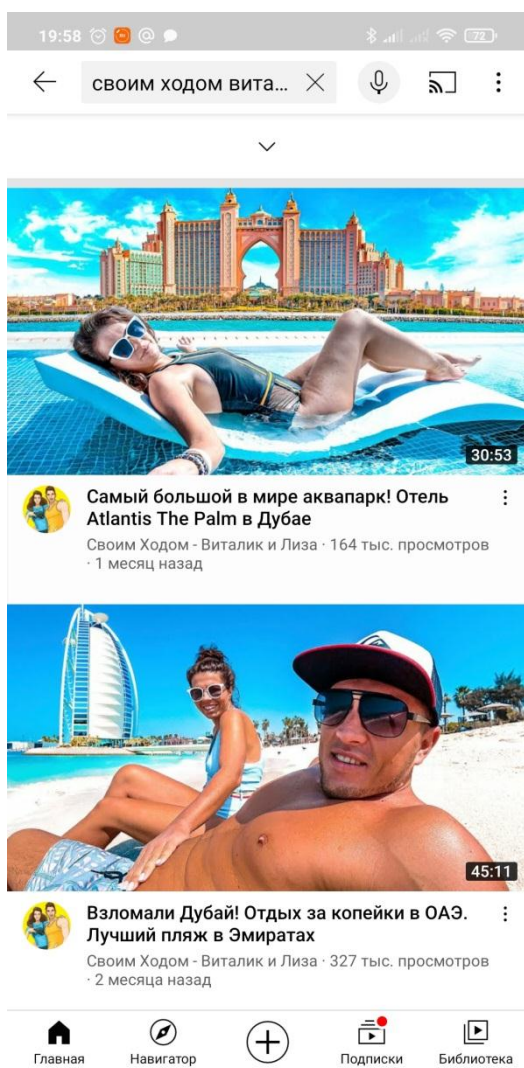 19:58
72
своим ходом вита...
30:53
Самый большой в мире аквапарк! Отель
Atlantis The Palm в Дубае
Своим Ходом - Виталик и Лиза · 164 тыс. просмотров
· 1 месяц назад
45:11
Взломали Дубай! Отдых за копейки в ОАЭ.
Лучший пляж в Эмиратах
Своим Ходом - Виталик и Лиза · 327 тыс. просмотров
· 2 месяца назад
Главная
Навигатор
Подписки
Библиотека